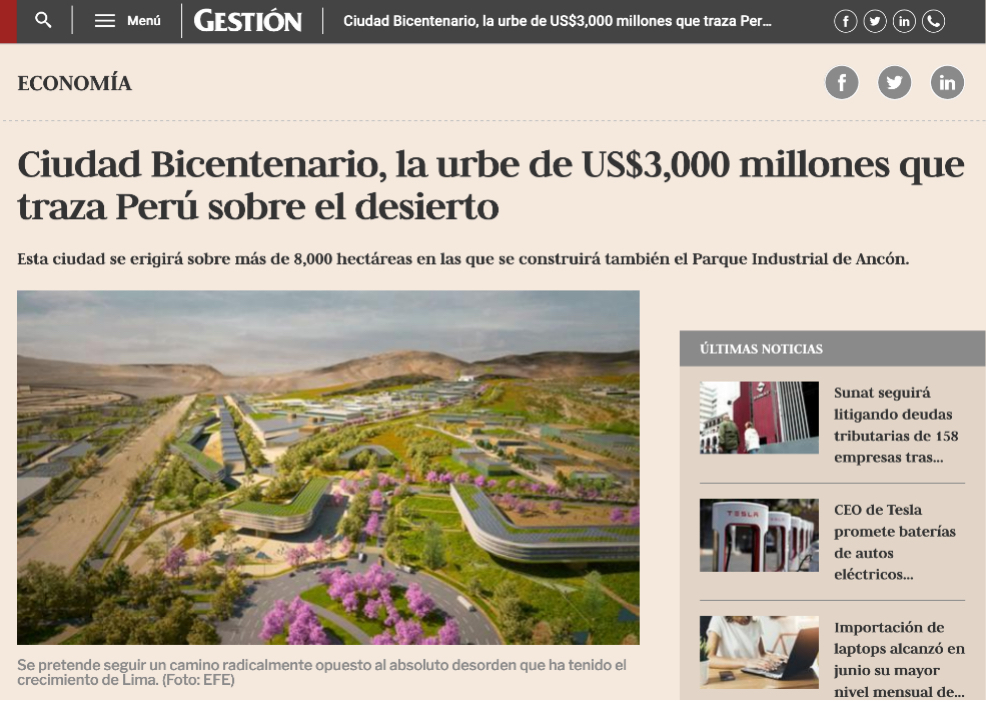 Menú
GESTIÓN
Ciudad Bicentenario, la urbe de US$3,000 millones que traza Per...
ECONOMÍA
Ciudad Bicentenario, la urbe de US$3,000 millones que
traza Perú sobre el desierto
Esta ciudad se erigirá sobre más de 8,000 hectáreas en las que se construirá también el Parque Industrial de Ancón.
Se pretende seguir un camino radicalmente opuesto al absoluto desorden que ha tenido el
crecimiento de Lima. (Foto: EFE)
ÚLTIMAS NOTICIAS
Sunat seguirá
litigando deudas
tributarias de 158
empresas tras...
TESLA
CEO de Tesla
promete baterías
de autos
eléctricos...
Importación de
laptops alcanzó en
junio su mayor
nivel mensual de...